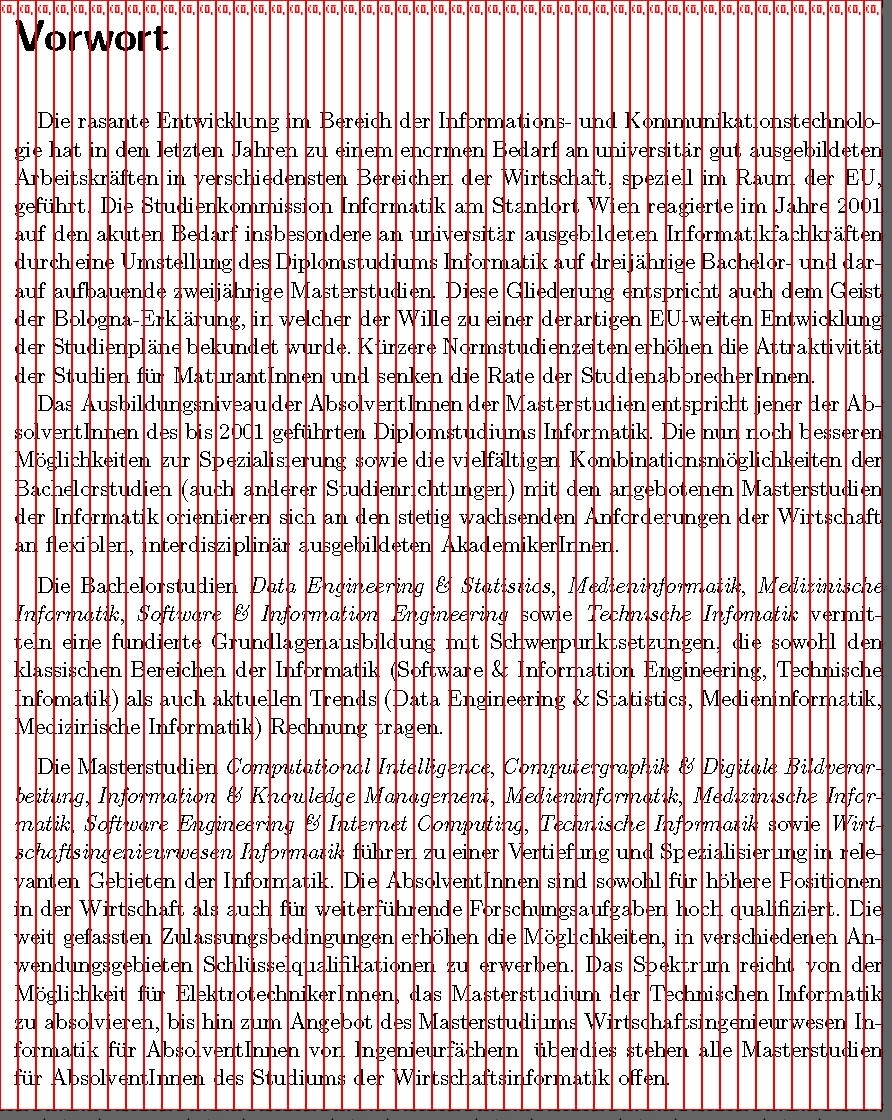 Vorwort
Die rasante Entwicklung im Bereich der Informations- und Kommunikationstechnolo-
gie hat in den letzten Jahren zu einem enormen Bedarf an universitär gut ausgebildeten
Arbeitskräften in verschiedensten Bereichen der Wirtschaft, speziell im Raum der EU,
geführt. Die Studienkommission Informatik am Standort Wien reagierte im Jahre 2001
auf den akuten Bedarf insbesondere an universitär ausgebildeten Informatikfachkräften
durch eine Umstellung des Diplomstudiums Informatik auf dreijährige Bachelor- und dar-
auf aufbauende zweijährige Masterstudien. Diese Gliederung entspricht auch dem Geist
der Bologna-Erklärung, in welcher der Wille zu einer derartigen EU-weiten Entwicklung
der Studienpläne bekundet wurde. Kürzere Normstudienzeiten erhöhen die Attraktivität
der Studien für MaturantInnen und senken die Rate der StudienabbrecherInnen.
Das Ausbildungsniveau der AbsolventInnen der Masterstudien entspricht jener der Ab-
solventInnen des bis 2001 geführten Diplomstudiums Informatik. Die nun noch besseren
Möglichkeiten zur Spezialisierung sowie die vielfältigen Kombinationsmöglichkeiten der
Bachelorstudien (auch anderer Studienrichtungen) mit den angebotenen Masterstudien
der Informatik orientieren sich an den stetig wachsenden Anforderungen der Wirtschaft
an flexiblen, interdisziplinär ausgebildeten AkademikerInnen.
Die Bachelorstudien Data Engineering & Statistics, Medieninformatik, Medizinische
Informatik, Software & Information Engineering sowie Technische Infomatik vermit-
teln eine fundierte Grundlagenausbildung mit Schwerpunktsetzungen, die sowohl den
klassischen Bereichen der Informatik (Software & Information Engineering, Technische
Infomatik) als auch aktuellen Trends (Data Engineering & Statistics, Medieninformatik,
Medizinische Informatik) Rechnung tragen.
Die Masterstudien Computational Intelligence, Computergraphik & Digitale Bildverar-
beitung, Information & Knowledge Management, Medieninformatik, Medizinische Infor-
matik, Software Engineering & Internet Computing, Technische Informatik sowie Wirt-
schaftsingenieurwesen Informatik führen zu einer Vertiefung und Spezialisierung in rele-
vanten Gebieten der Informatik. Die AbsolventInnen sind sowohl für höhere Positionen
in der Wirtschaft als auch für weiterführende Forschungsaufgaben hoch qualifiziert. Die
weit gefassten Zulassungsbedingungen erhöhen die Möglichkeiten, in verschiedenen An-
wendungsgebieten Schlüsselqualifikationen zu erwerben. Das Spektrum reicht von der
Möglichkeit für ElektrotechnikerInnen, das Masterstudium der Technischen Informatik
zu absolvieren, bis hin zum Angebot des Masterstudiums Wirtschaftsingenieurwesen In-
formatik für AbsolventInnen von Ingenieurfächern überdies stehen alle Masterstudien
für AbsolventInnen des Studiums der Wirtschaftsinformatik offen.